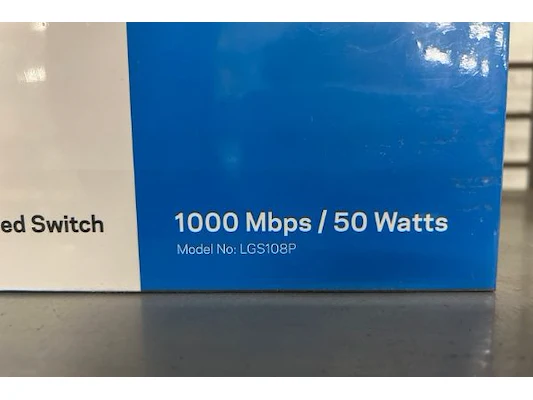 ed Switch
1000 Mbps / 50 Watts
Model No: LGS108P